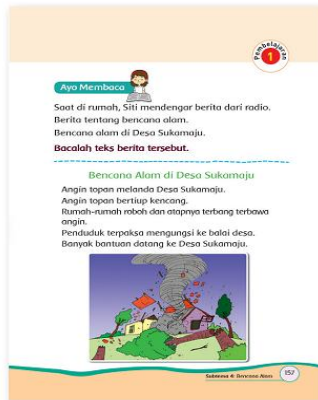 Pembelajaran
1
Ayo Membaca
Saat di rumah, Siti mendengar berita dari radio.
Berita tentang bencana alam.
Bencana alam di Desa Sukamaju.
Bacalah teks berita tersebut.
Bencana Alam di Desa Sukamaju
Angin topan melanda Desa Sukamaju.
Angin topan bertiup kencang.
Rumah-rumah roboh dan atapnya terbang terbawa
angin.
Penduduk terpaksa mengungsi ke balai desa.
Banyak bantuan datang ke Desa Sukamaju.
Subtema 4: Bencana Alam
157